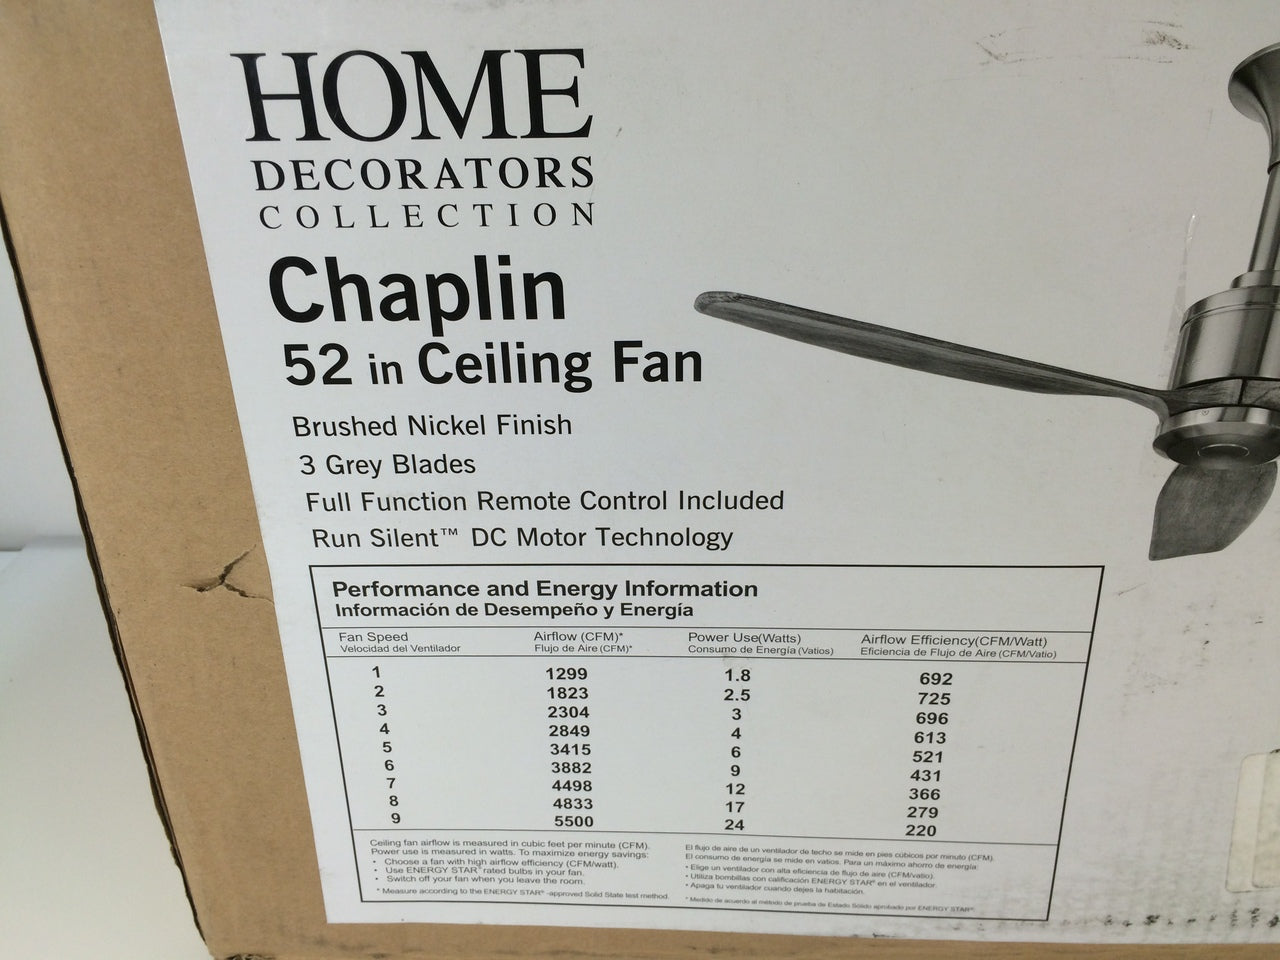 HOME
DECORATORS
COLLECTION
Chaplin
52 in Ceiling Fan
Brushed Nickel Finish
3 Grey Blades
Full Function Remote Control Included
Run Silent™ DC Motor Technology
Performance and Energy Information
Información de Desempeño y Energía
Fan Speed Airflow (CFM)* Power Use(Watts) Airflow Efficiency(CFM/Watt)
Velocidad del Ventilador Flujo de Aire (CFM)* Consumo de Energía (Vatios) Eficiencia de Flujo de Aire (CFM/Vatio)
1 1299 1.8 692
2 1823 2.5 725
3 2304 3 696
4 2849 4 613
5 3415 6 521
6 3882 9 431
7 4498 12 366
8 4833 17 279
9 5500 24 220
Ceiling fan airflow is measured in cubic feet per minute (CFM).
Power use is measured in watts. To maximize energy savings:
• Choose a fan with high airflow efficiency (CFM/watt).
• Use ENERGY STAR® rated bulbs in your fan.
• Switch off your fan when you leave the room.
* Measure according to the ENERGY STAR® -approved Solid State test method.
El flujo de aire de un ventilador de techo se mide en pies cúbicos por minuto (CFM).
El consumo de energía se mide en vatios. Para un máximo ahorro de energía:
• Elige un ventilador con alta eficiencia de flujo de aire (CFM/vatio).
• Utiliza bombillas con calificación ENERGY STAR® en el ventilador.
• Apaga tu ventilador cuando dejes la habitación.
* Medido de acuerdo al método de prueba de Estado Sólido aprobado por ENERGY STAR®.